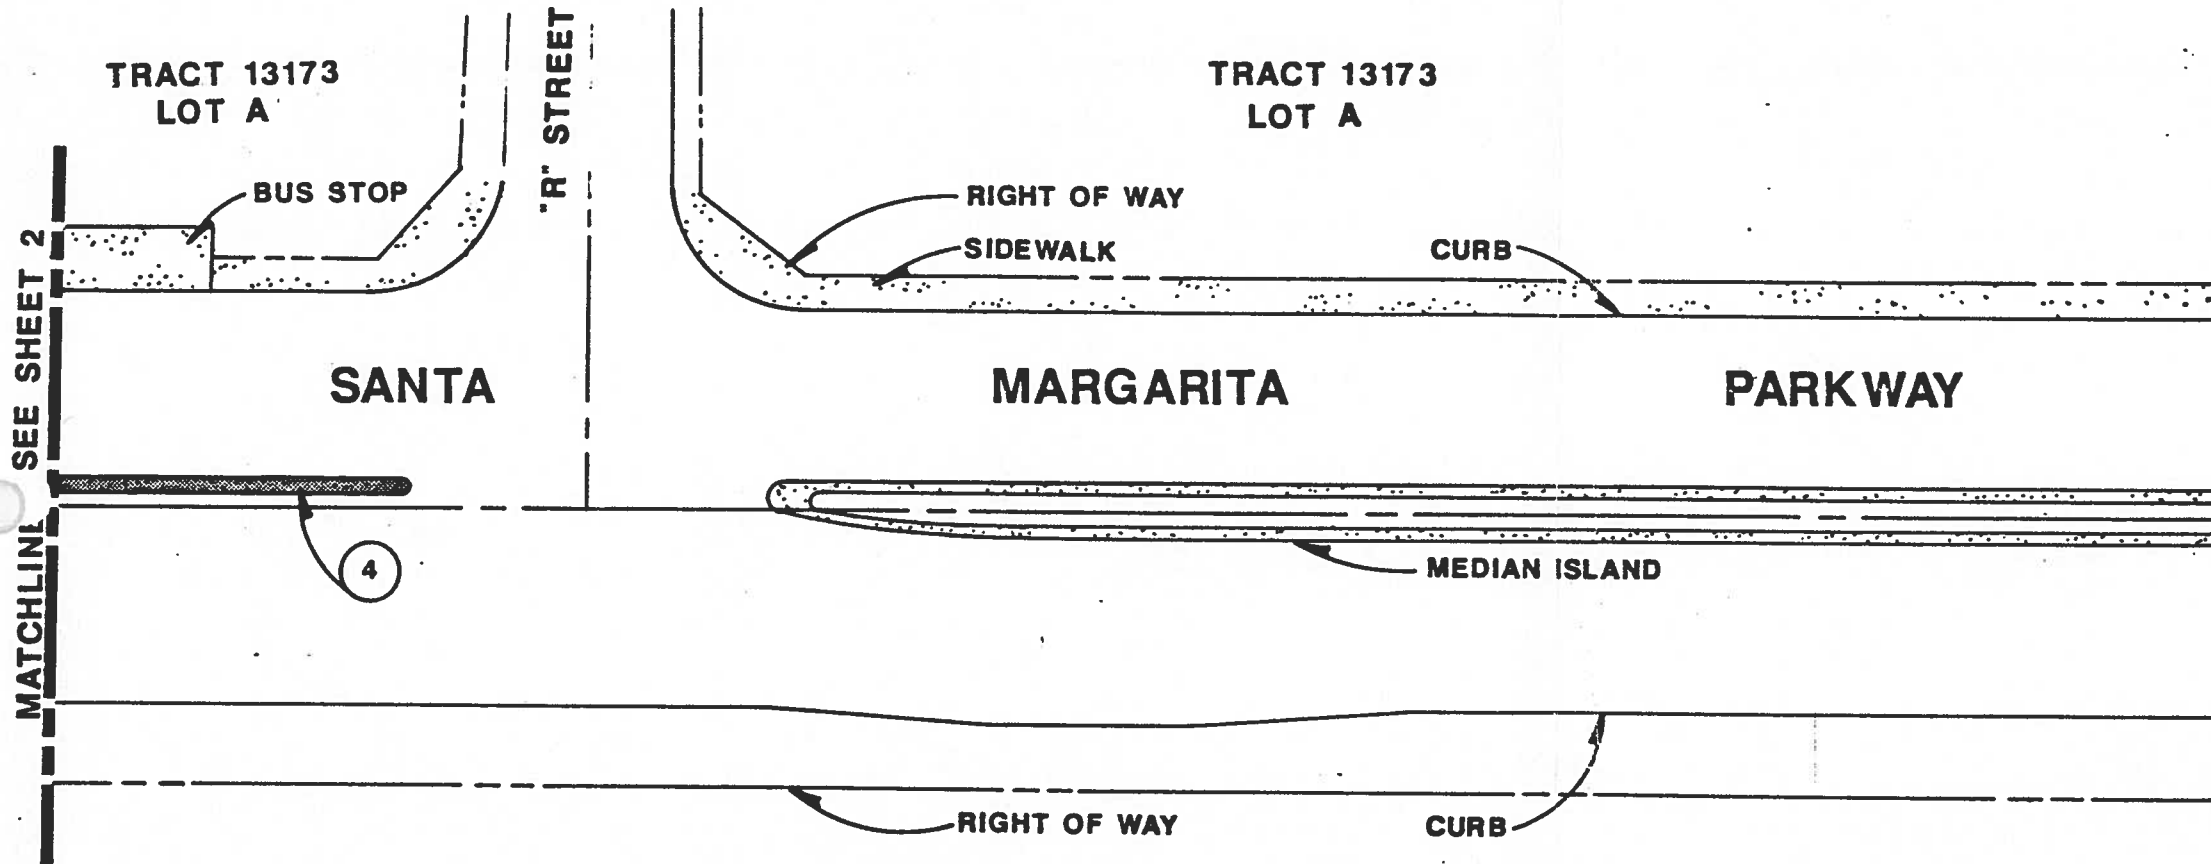 TRACT 13173
LOT A
"R" STREET
TRACT 13173
LOT A
BUS STOP
RIGHT OF WAY
SIDEWALK
CURB
MATCHLINE SEE SHEET 2
SANTA MARGARITA PARKWAY
4
MEDIAN ISLAND
RIGHT OF WAY
CURB